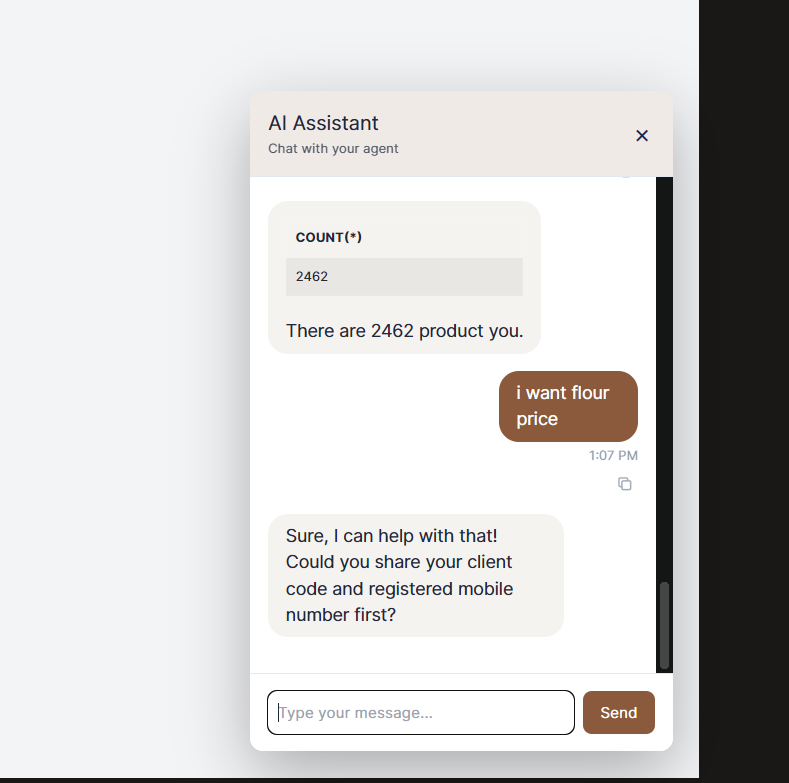 AI Assistant
Chat with your agent
COUNT(*)
2462
There are 2462 product you.
i want flour
price
1:07 PM
Sure, I can help with that!
Could you share your client
code and registered mobile
number first?
Type your message...
Send